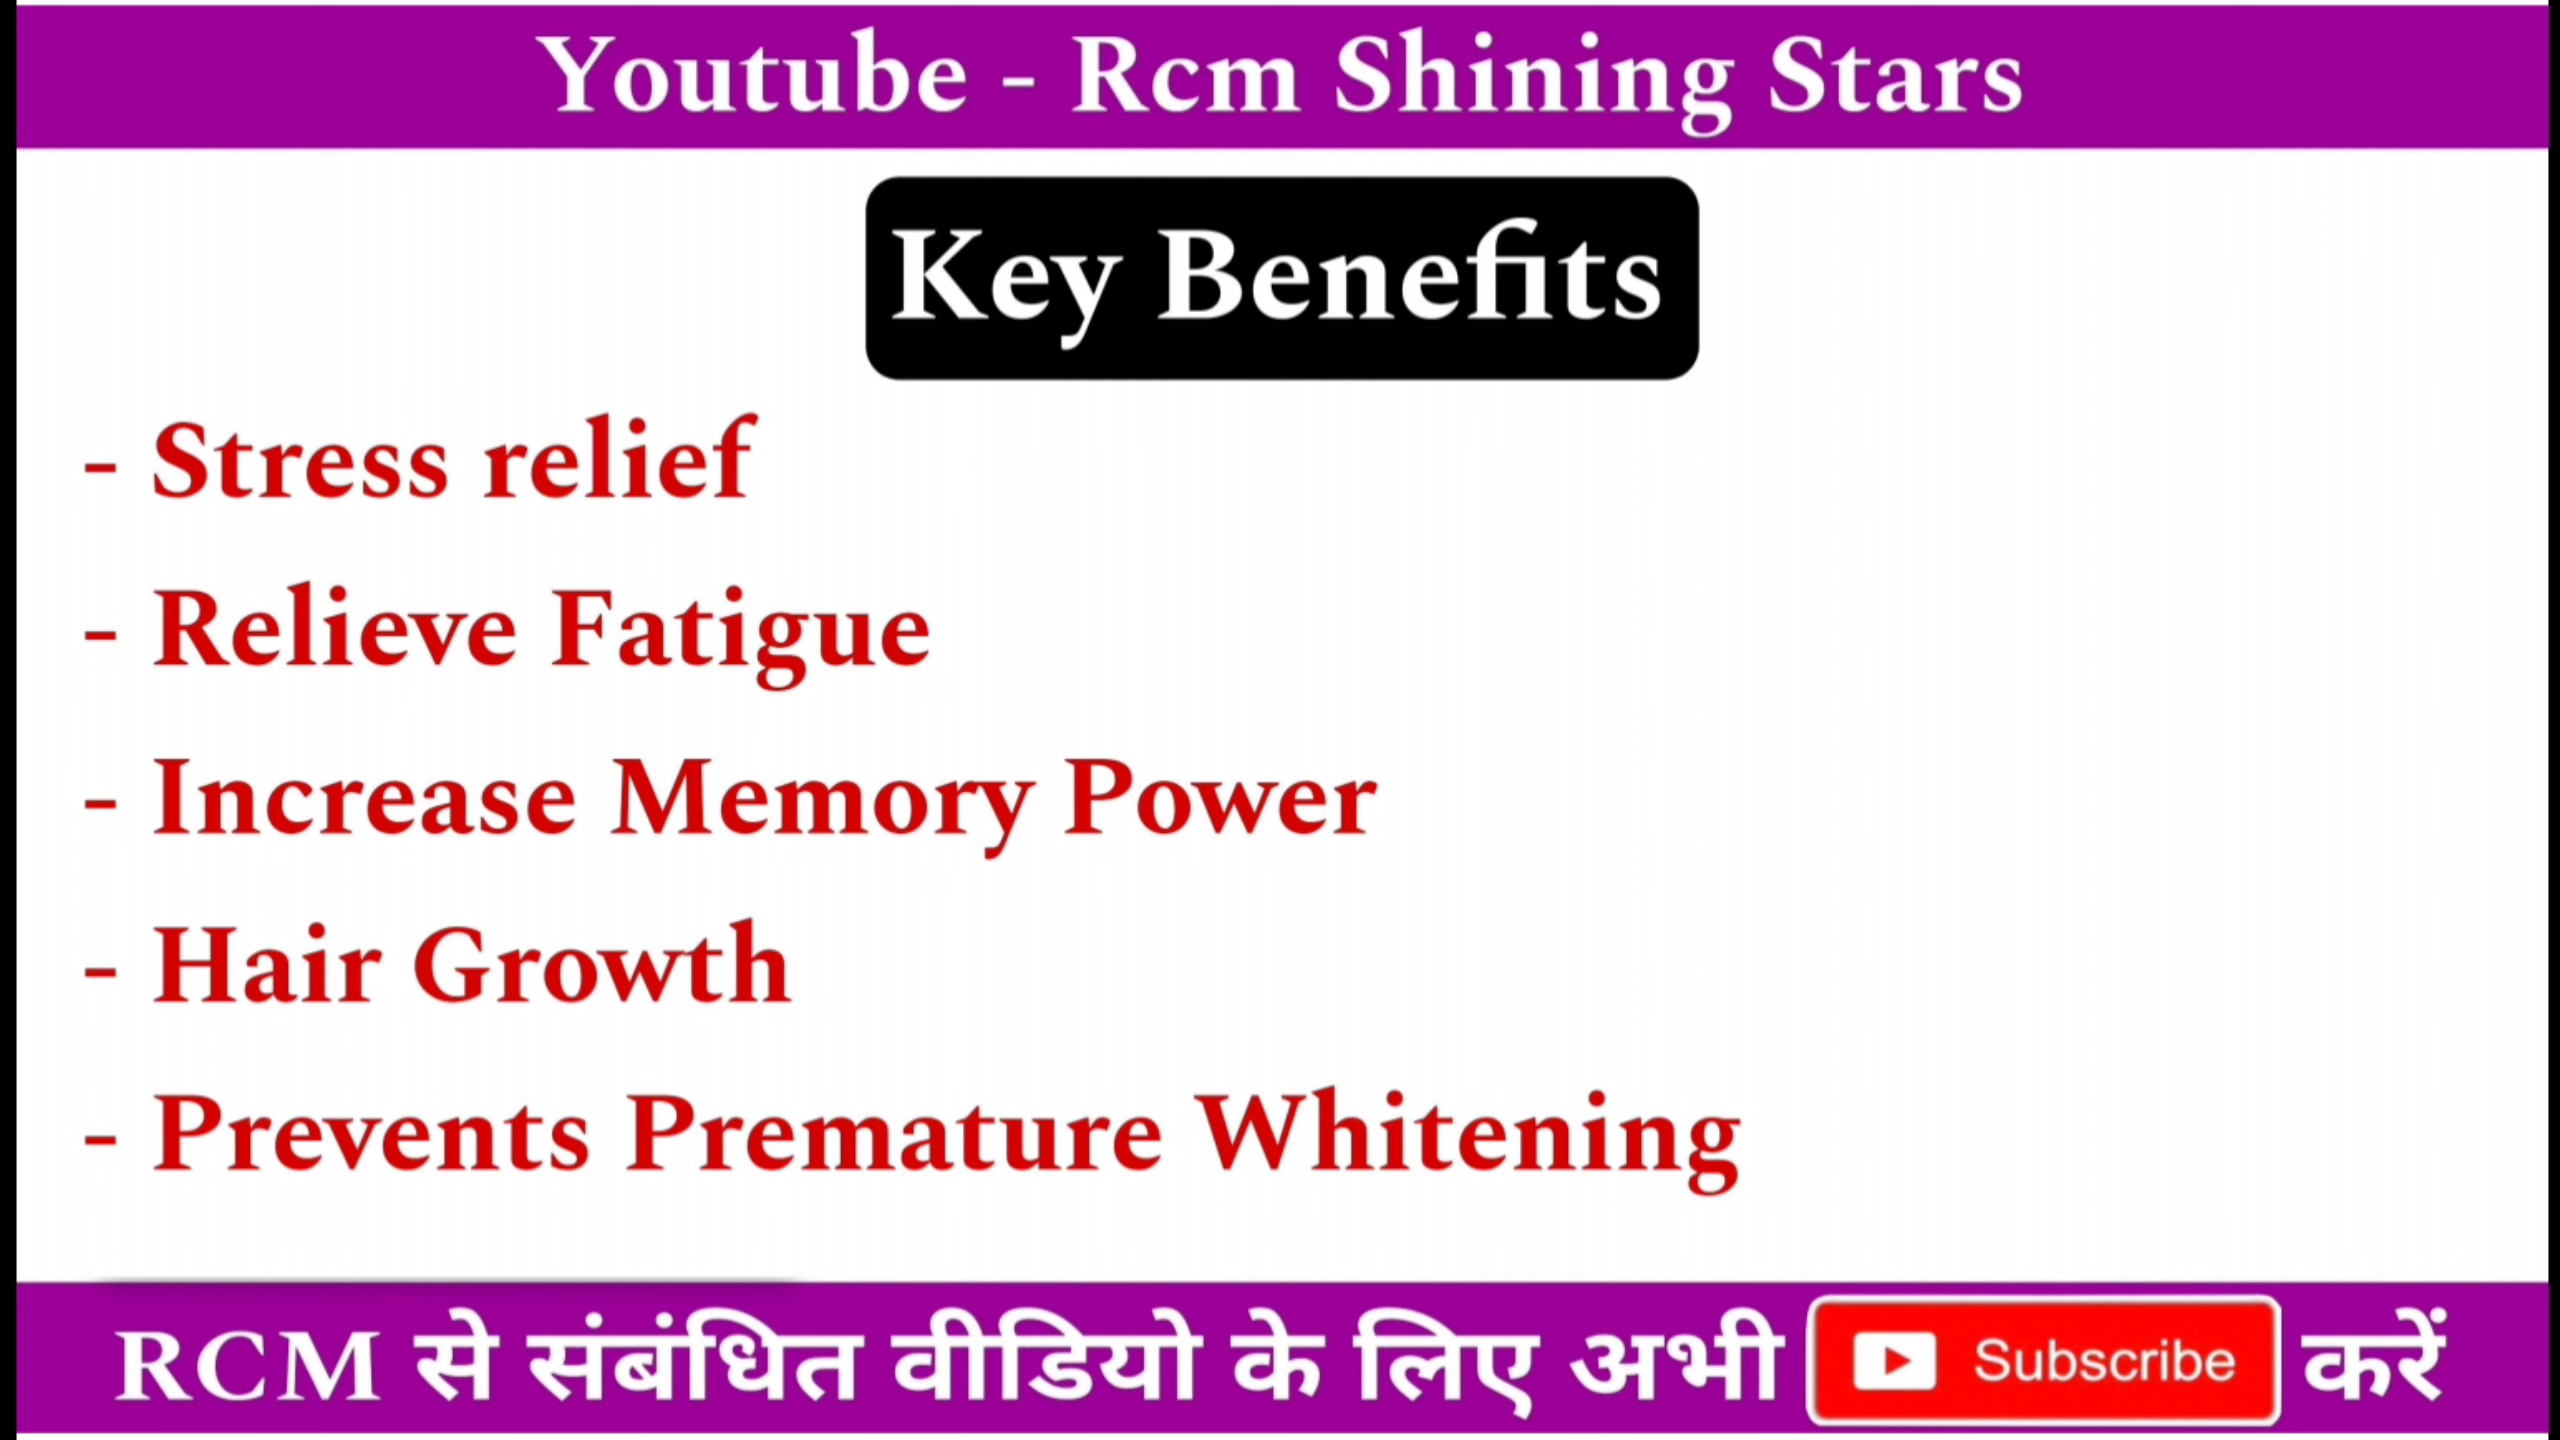 Youtube - Rcm Shining Stars
Key Benefits
- Stress relief
- Relieve Fatigue
- Increase Memory Power
- Hair Growth
- Prevents Premature Whitening
RCM से संबंधित वीडियो के लिए अभी Subscribe करें